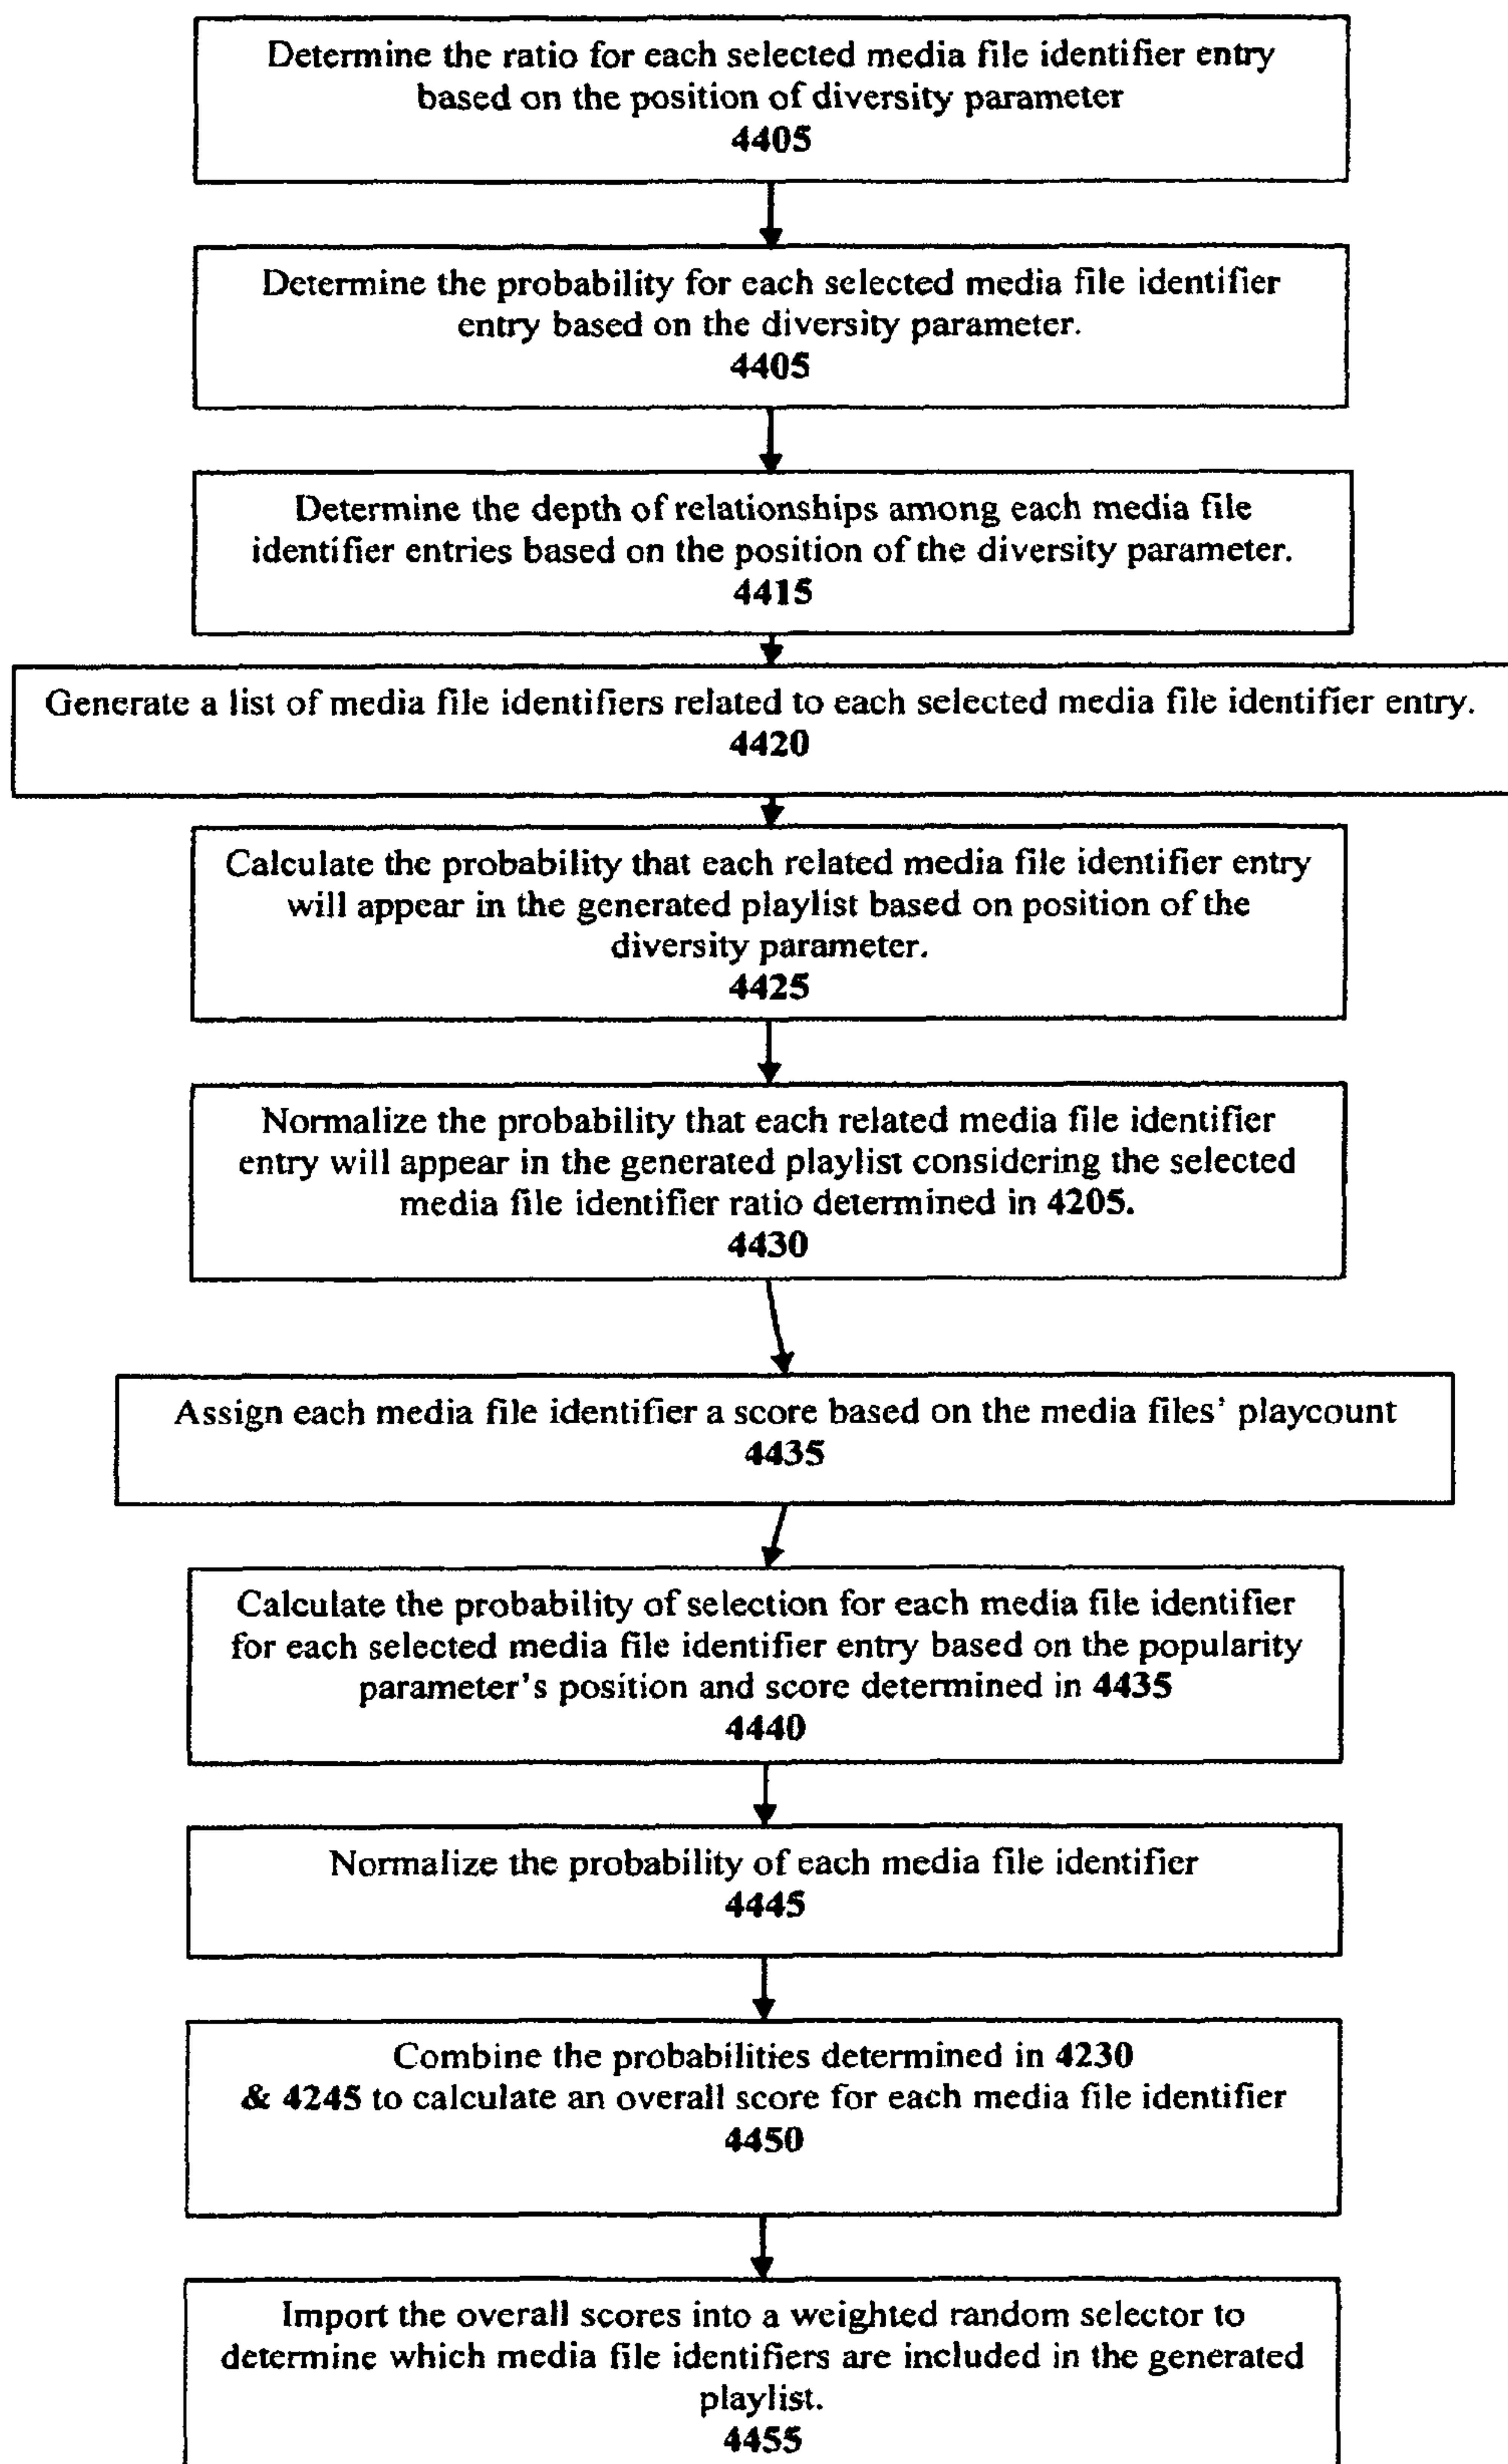 Determine the ratio for each selected media file identifier entry
based on the position of diversity parameter
4405
Determine the probability for each selected media file identifier
entry based on the diversity parameter.
4405
Determine the depth of relationships among each media file
identifier entries based on the position of the diversity parameter.
4415
Generate a list of media file identifiers related to each selected media file identifier entry.
4420
Calculate the probability that each related media file identifier entry
will appear in the generated playlist based on position of the
diversity parameter.
4425
Normalize the probability that each related media file identifier
entry will appear in the generated playlist considering the selected
media file identifier ratio determined in 4205.
4430
Assign each media file identifier a score based on the media files' playcount
4435
Calculate the probability of selection for each media file identifier
for each selected media file identifier entry based on the popularity
parameter's position and score determined in 4435
4440
Normalize the probability of each media file identifier
4445
Combine the probabilities determined in 4230
& 4245 to calculate an overall score for each media file identifier
4450
Import the overall scores into a weighted random selector to
determine which media file identifiers are included in the generated
playlist.
4455